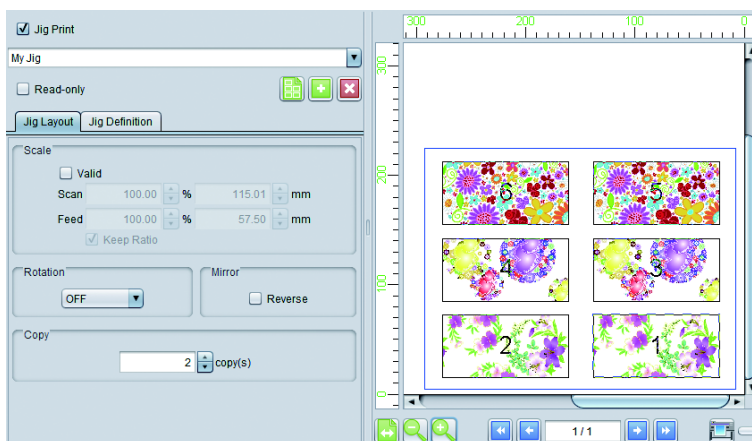 Jig Print
My Jig
Read-only
Jig Layout Jig Definition
Scale
Valid
Scan 100.00 % 115.01 mm
Feed 100.00 % 57.50 mm
Keep Ratio
Rotation Mirror
OFF Reverse
Copy
2 copy(s)
300 200 100 0
300
200
100
0
6 5
4 3
2 1
1 / 1